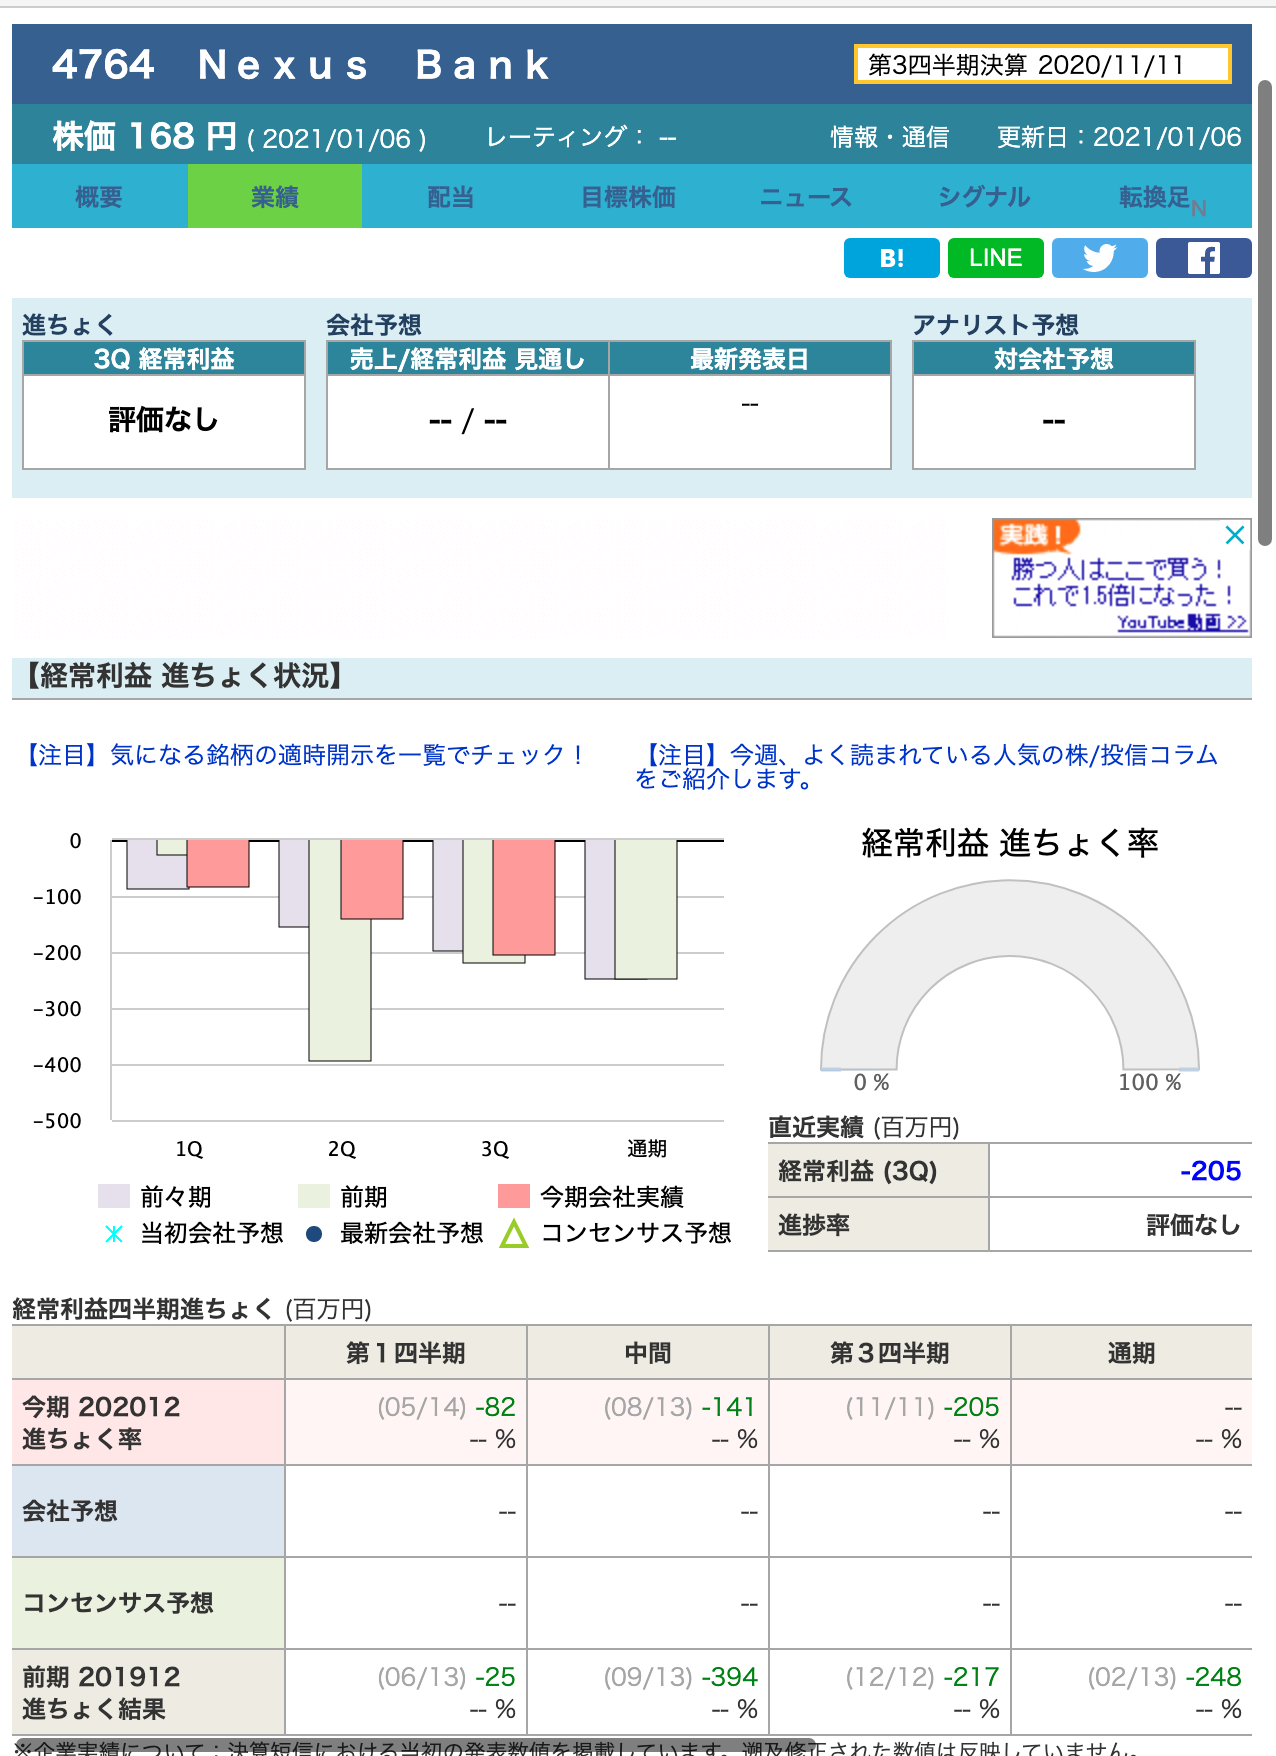 4764 Nexus Bank
第3四半期決算 2020/11/11
株価 168 円 ( 2021/01/06 ) レーティング： -- 情報・通信 更新日：2021/01/06
概要 業績 配当 目標株価 ニュース シグナル 転換足N
B! LINE
進ちょく 会社予想 アナリスト予想
3Q 経常利益 売上/経常利益 見通し 最新発表日 対会社予想
評価なし -- / -- -- --
実践！
勝つ人はここで買う！
これで1.5倍になった！
YouTube動画 >>
【経常利益 進ちょく状況】
【注目】気になる銘柄の適時開示を一覧でチェック！
【注目】今週、よく読まれている人気の株/投信コラム
をご紹介します。
0
-100
-200
-300
-400
-500
1Q 2Q 3Q 通期
前々期 前期 今期会社実績
当初会社予想 最新会社予想 コンセンサス予想
経常利益 進ちょく率
0 % 100 %
直近実績 (百万円)
経常利益 (3Q) -205
進捗率 評価なし
経常利益四半期進ちょく (百万円)
第１四半期 中間 第３四半期 通期
今期 202012 (05/14) -82 (08/13) -141 (11/11) -205 --
進ちょく率 -- % -- % -- % -- %
会社予想 -- -- -- --
コンセンサス予想 -- -- -- --
前期 201912 (06/13) -25 (09/13) -394 (12/12) -217 (02/13) -248
進ちょく結果 -- % -- % -- % -- %
※企業実績について：決算短信における当初の発表数値を掲載しています。遡及修正された数値は反映していません。